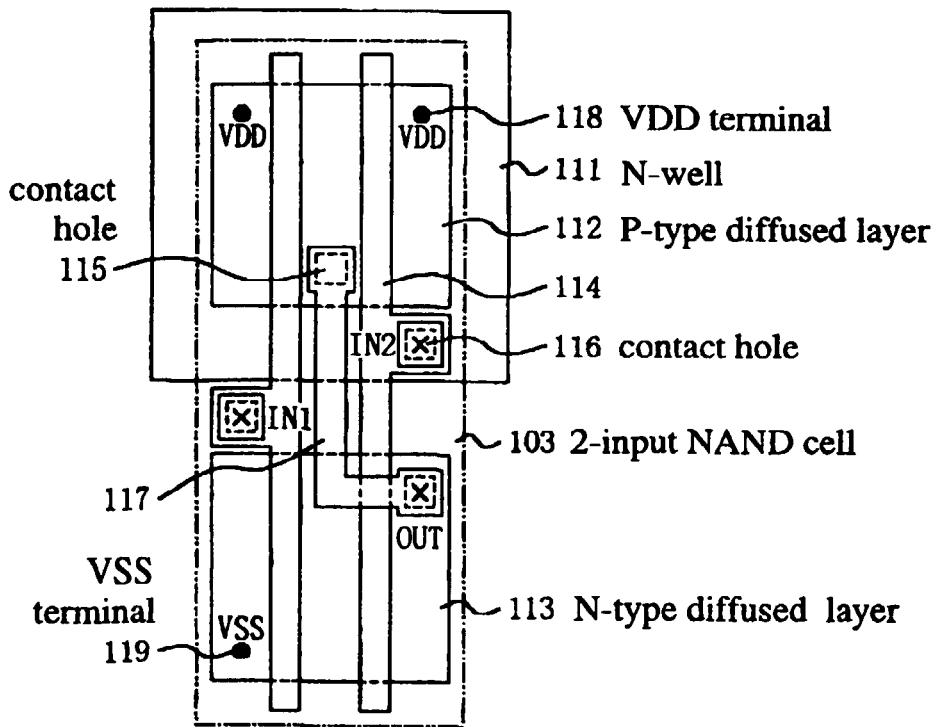 VDD
VDD
118 VDD terminal
111 N-well
contact
hole
115
112 P-type diffused layer
114
IN2
116 contact hole
IN1
103 2-input NAND cell
117
OUT
VSS
terminal
119
VSS
113 N-type diffused layer